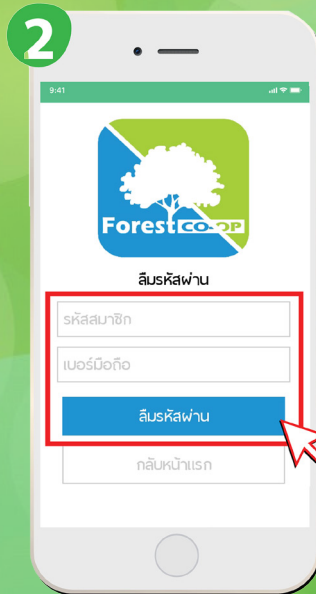 2
9:41
Forest CO-OP
ลืมรหัสผ่าน
รหัสสมาชิก
เบอร์มือถือ
ลืมรหัสผ่าน
กลับหน้าแรก